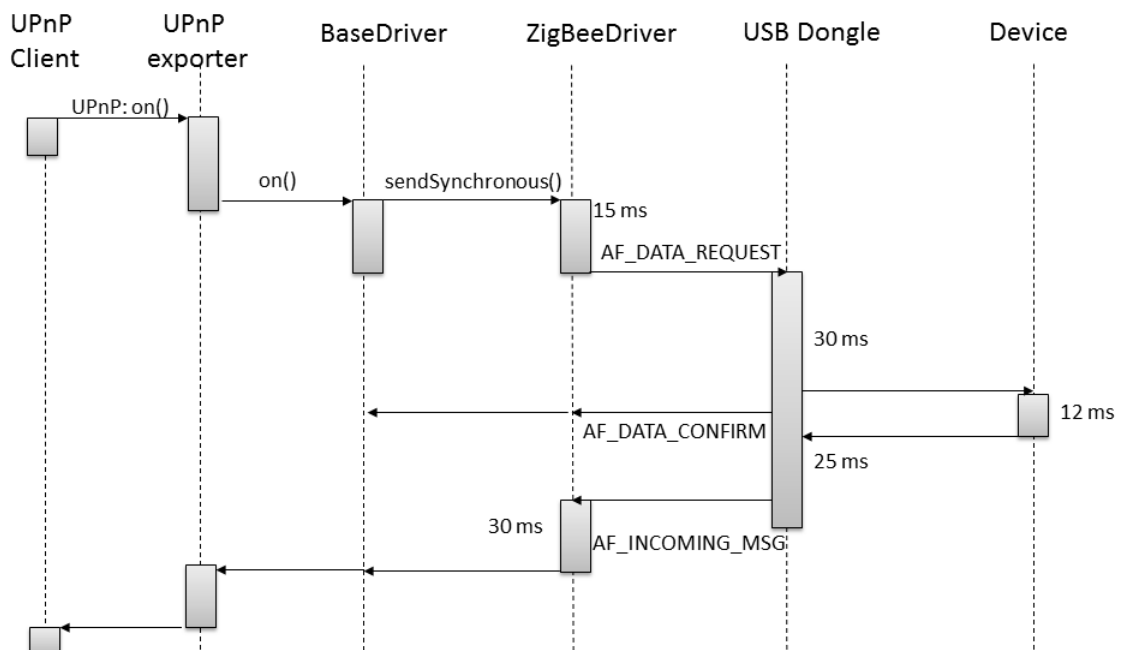 UPnP
Client
UPnP
exporter
BaseDriver
ZigBeeDriver
USB Dongle
Device
UPnP: on()
on()
sendSynchronous()
15 ms
AF_DATA_REQUEST
30 ms
12 ms
AF_DATA_CONFIRM
25 ms
30 ms
AF_INCOMING_MSG